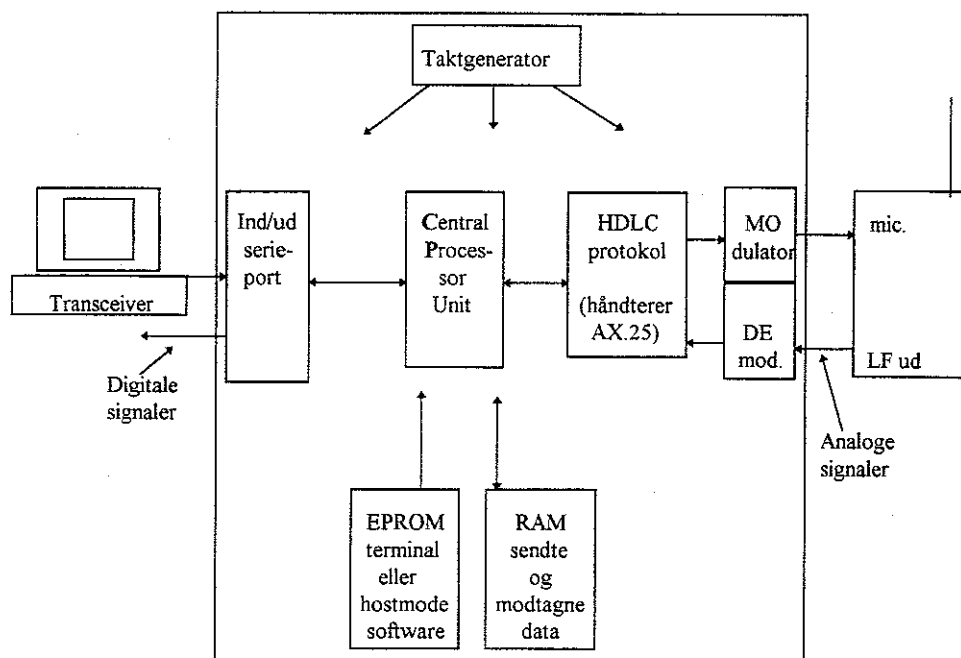 Taktgenerator
Transceiver
Digitale
signaler
Ind/ud
serie-
port
Central
Proces-
sor
Unit
HDLC
protokol
(håndterer
AX.25)
MO
dulator
DE
mod.
mic.
LF ud
Analoge
signaler
EPROM
terminal
eller
hostmode
software
RAM
sendte
og
modtagne
data